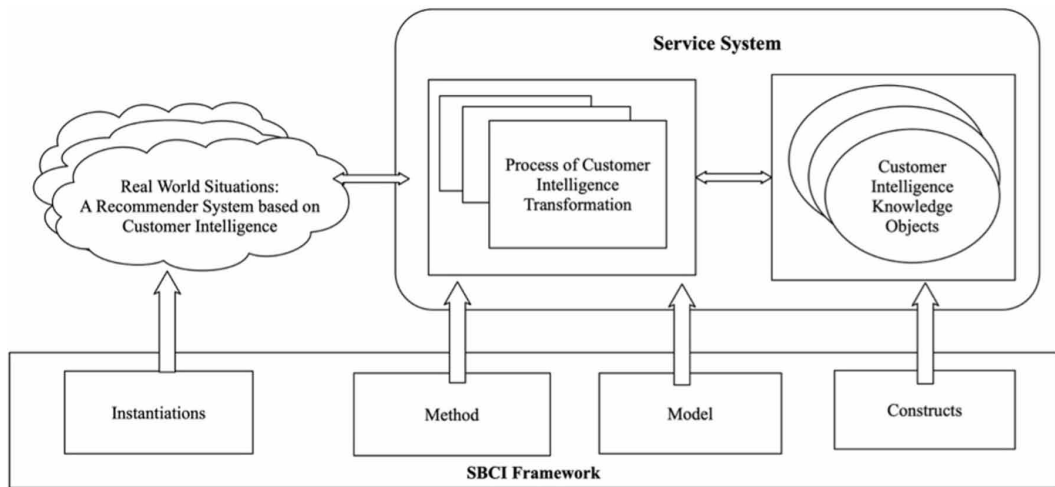 Service System
Real World Situations:
A Recommender System based on
Customer Intelligence
Process of Customer
Intelligence
Transformation
Customer
Intelligence
Knowledge
Objects
Instantiations
Method
Model
Constructs
SBCI Framework